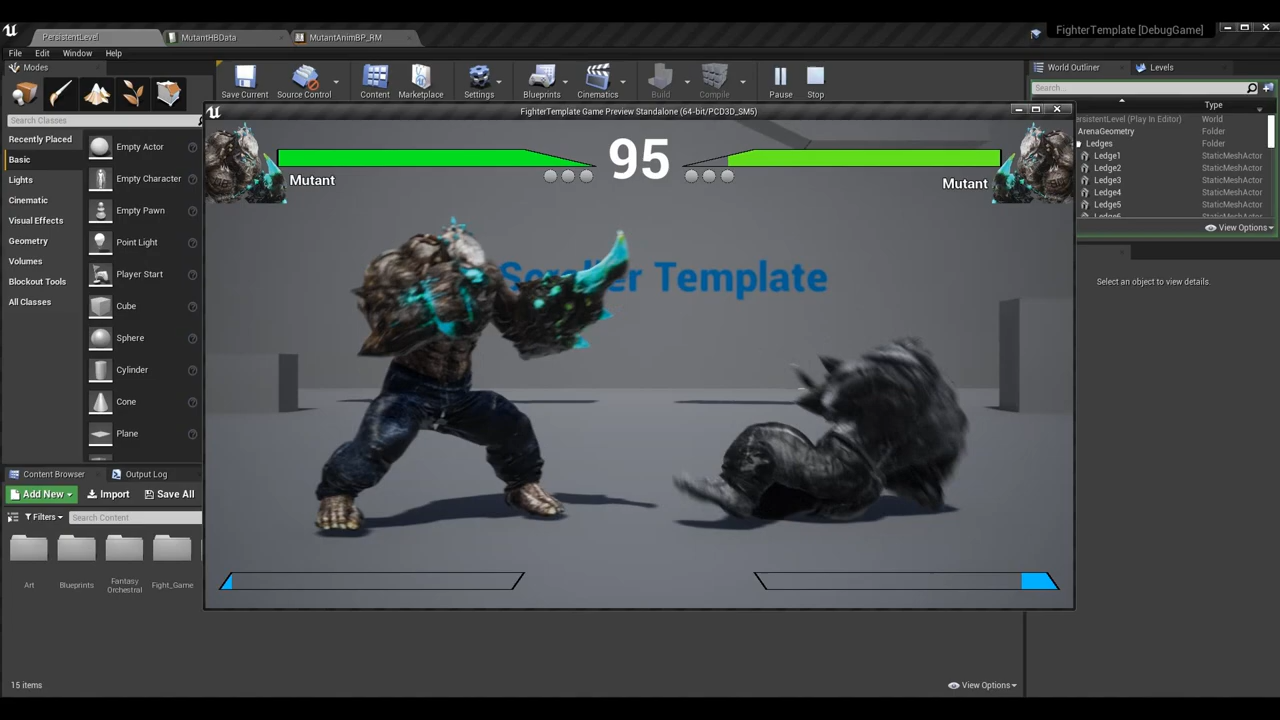 FighterTemplate [DebugGame]
PersistentLevel
MutantHBData
MutantAnimBP_RM
File Edit Window Help
Modes
Save Current
Source Control
Content
Marketplace
Settings
Blueprints
Cinematics
Build
Compile
Pause
Stop
World Outliner
Levels
Search...
Type
ersistentLevel (Play In Editor) World
ArenaGeometry Folder
Ledges Folder
Ledge1 StaticMeshActor
Ledge2 StaticMeshActor
Ledge3 StaticMeshActor
Ledge4 StaticMeshActor
Ledge5 StaticMeshActor
View Options
Select an object to view details.
Search Classes
Recently Placed
Basic
Lights
Cinematic
Visual Effects
Geometry
Volumes
Blockout Tools
All Classes
Empty Actor
Empty Character
Empty Pawn
Point Light
Player Start
Cube
Sphere
Cylinder
Cone
Plane
FighterTemplate Game Preview Standalone (64-bit/PCD3D_SM5)
95
Mutant
Mutant
Template
Content Browser
Output Log
Add New
Import
Save All
Filters
Search Content
Art
Blueprints
Fantasy
Orchestral
Fight_Game
15 items
View Options